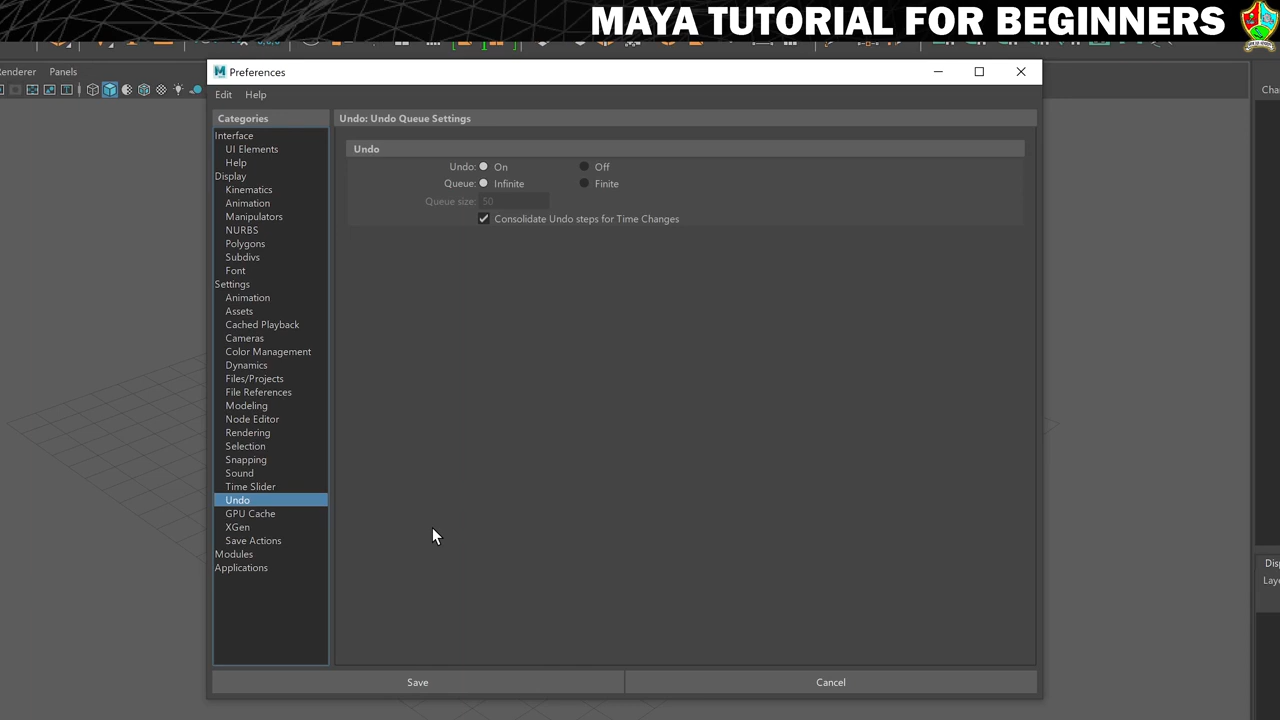 MAYA TUTORIAL FOR BEGINNERS
Renderer Panels
Preferences
Edit Help
Categories
Interface
UI Elements
Help
Display
Kinematics
Animation
Manipulators
NURBS
Polygons
Subdivs
Font
Settings
Animation
Assets
Cached Playback
Cameras
Color Management
Dynamics
Files/Projects
File References
Modeling
Node Editor
Rendering
Selection
Snapping
Sound
Time Slider
Undo
GPU Cache
XGen
Save Actions
Modules
Applications
Undo: Undo Queue Settings
Undo
Undo: On Off
Queue: Infinite Finite
Queue size: 50
Consolidate Undo steps for Time Changes
Save Cancel
Cha
Disp
Laye